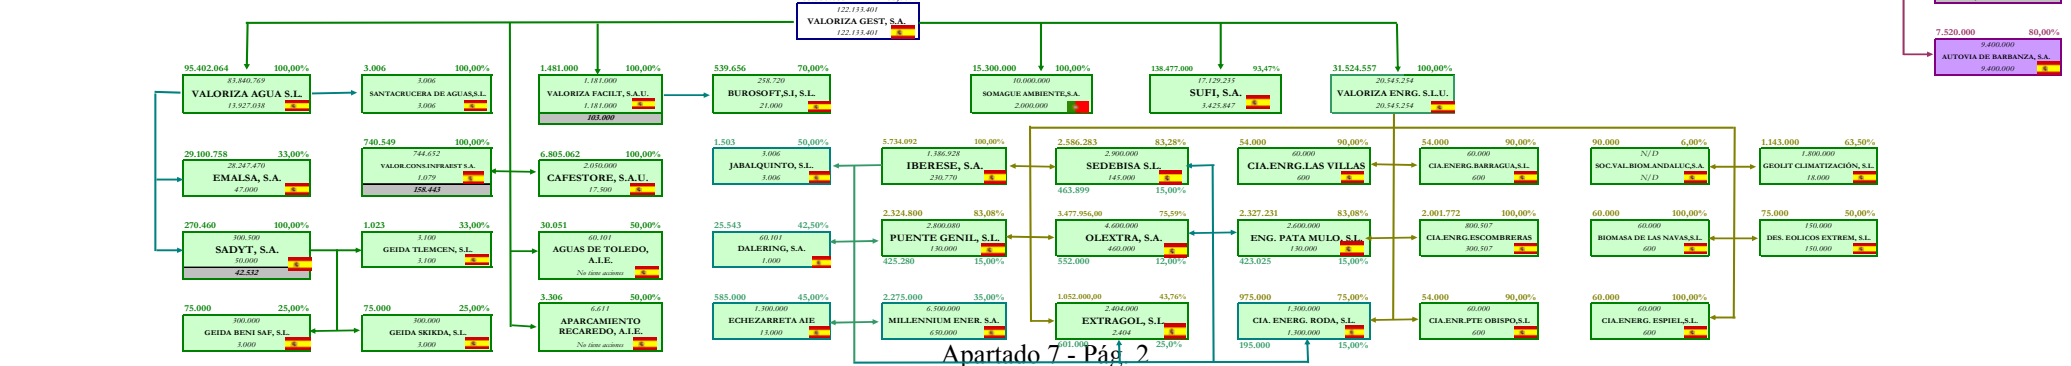 122.133.401
VALORIZA GEST, S.A.
122.133.401
7.520.000 80,00%
9.400.000
AUTOVIA DE BARBANZA, S.A.
9.400.000
95.402.064 100,00%
83.840.769
VALORIZA AGUA S.L.
13.927.038
3.006 100,00%
3.006
SANTACRUCERA DE AGUAS,S.L.
3.006
1.481.000 100,00%
1.181.000
VALORIZA FACILT, S.A.U.
1.181.000
103.000
539.656 70,00%
258.720
BUROSOFT,S.I, S.L.
21.000
15.300.000 100,00%
10.000.000
SOMAGUE AMBIENTE,S.A.
2.000.000
138.477.000 93,47%
17.129.235
SUFI, S.A.
3.425.847
31.524.557 100,00%
20.545.254
VALORIZA ENRG. S.L.U.
20.545.254
29.100.758 33,00%
28.247.470
EMALSA, S.A.
47.000
740.549 100,00%
744.652
VALOR.CONS.INFRAEST S.A.
1.079
158.443
6.805.062 100,00%
2.050.000
CAFESTORE, S.A.U.
17.500
1.503 50,00%
3.006
JABALQUINTO, S.L.
3.006
5.734.092 100,00%
1.386.928
IBERESE, S.A.
230.770
2.586.283 83,28%
2.900.000
SEDEBISA S.L.
145.000
463.899 15,00%
54.000 90,00%
60.000
CIA.ENRG.LAS VILLAS
600
54.000 90,00%
60.000
CIA.ENERG.BARRAGUA,S.L.
600
90.000 6,00%
N/D
SOC.VAL.BIOM.ANDALUC,S.A.
N/D
1.143.000 63,50%
1.800.000
GEOLIT CLIMATIZACIÓN, S.L.
18.000
270.460 100,00%
300.500
SADYT, S.A.
50.000
42.532
1.023 33,00%
3.100
GEIDA TLEMCEN, S.L.
3.100
30.051 50,00%
60.101
AGUAS DE TOLEDO,
A.I.E.
No tiene acciones
25.543 42,50%
60.101
DALERING, S.A.
1.000
2.324.800 83,08%
2.800.080
PUENTE GENIL, S.L.
130.000
425.280 15,00%
3.477.956,00 75,59%
4.600.000
OLEXTRA, S.A.
460.000
552.000 12,00%
2.327.231 83,08%
2.600.000
ENG. PATA MULO, S.L.
130.000
423.025 15,00%
2.001.772 100,00%
800.507
CIA.ENRG.ESCOMBRERAS
300.507
60.000 100,00%
60.000
BIOMASA DE LAS NAVAS,S.L.
600
75.000 50,00%
150.000
DES. EOLICOS EXTREM, S.L.
150.000
75.000 25,00%
300.000
GEIDA BENI SAF, S.L.
3.000
75.000 25,00%
300.000
GEIDA SKIKDA, S.L.
3.000
3.306 50,00%
6.611
APARCAMIENTO
RECAREDO, A.I.E.
No tiene acciones
585.000 45,00%
1.300.000
ECHEZARRETA AIE
13.000
2.275.000 35,00%
6.500.000
MILLENNIUM ENER. S.A.
650.000
1.052.000,00 43,76%
2.404.000
EXTRAGOL, S.L.
2.404
601.000 25,0%
975.000 75,00%
1.300.000
CIA. ENERG. RODA, S.L.
1.300.000
195.000 15,00%
54.000 90,00%
60.000
CIA.ENR.PTE OBISPO,S.L
600
60.000 100,00%
60.000
CIA.ENERG. ESPIEL,S.L.
600
Apartado 7 - Pág. 2